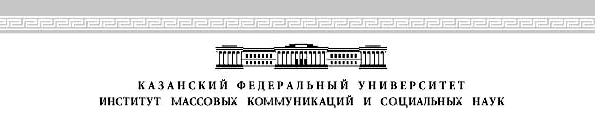 КАЗАНСКИЙ ФЕДЕРАЛЬНЫЙ УНИВЕРСИТЕТ
ИНСТИТУТ МАССОВЫХ КОММУНИКАЦИЙ И СОЦИАЛЬНЫХ НАУК